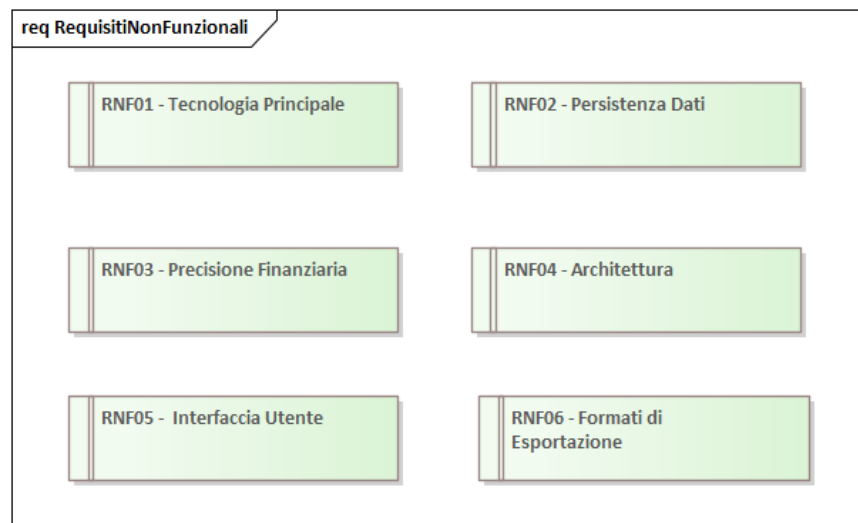 req RequisitiNonFunzionali
RNF01 - Tecnologia Principale
RNF02 - Persistenza Dati
RNF03 - Precisione Finanziaria
RNF04 - Architettura
RNF05 -  Interfaccia Utente
RNF06 - Formati di
Esportazione